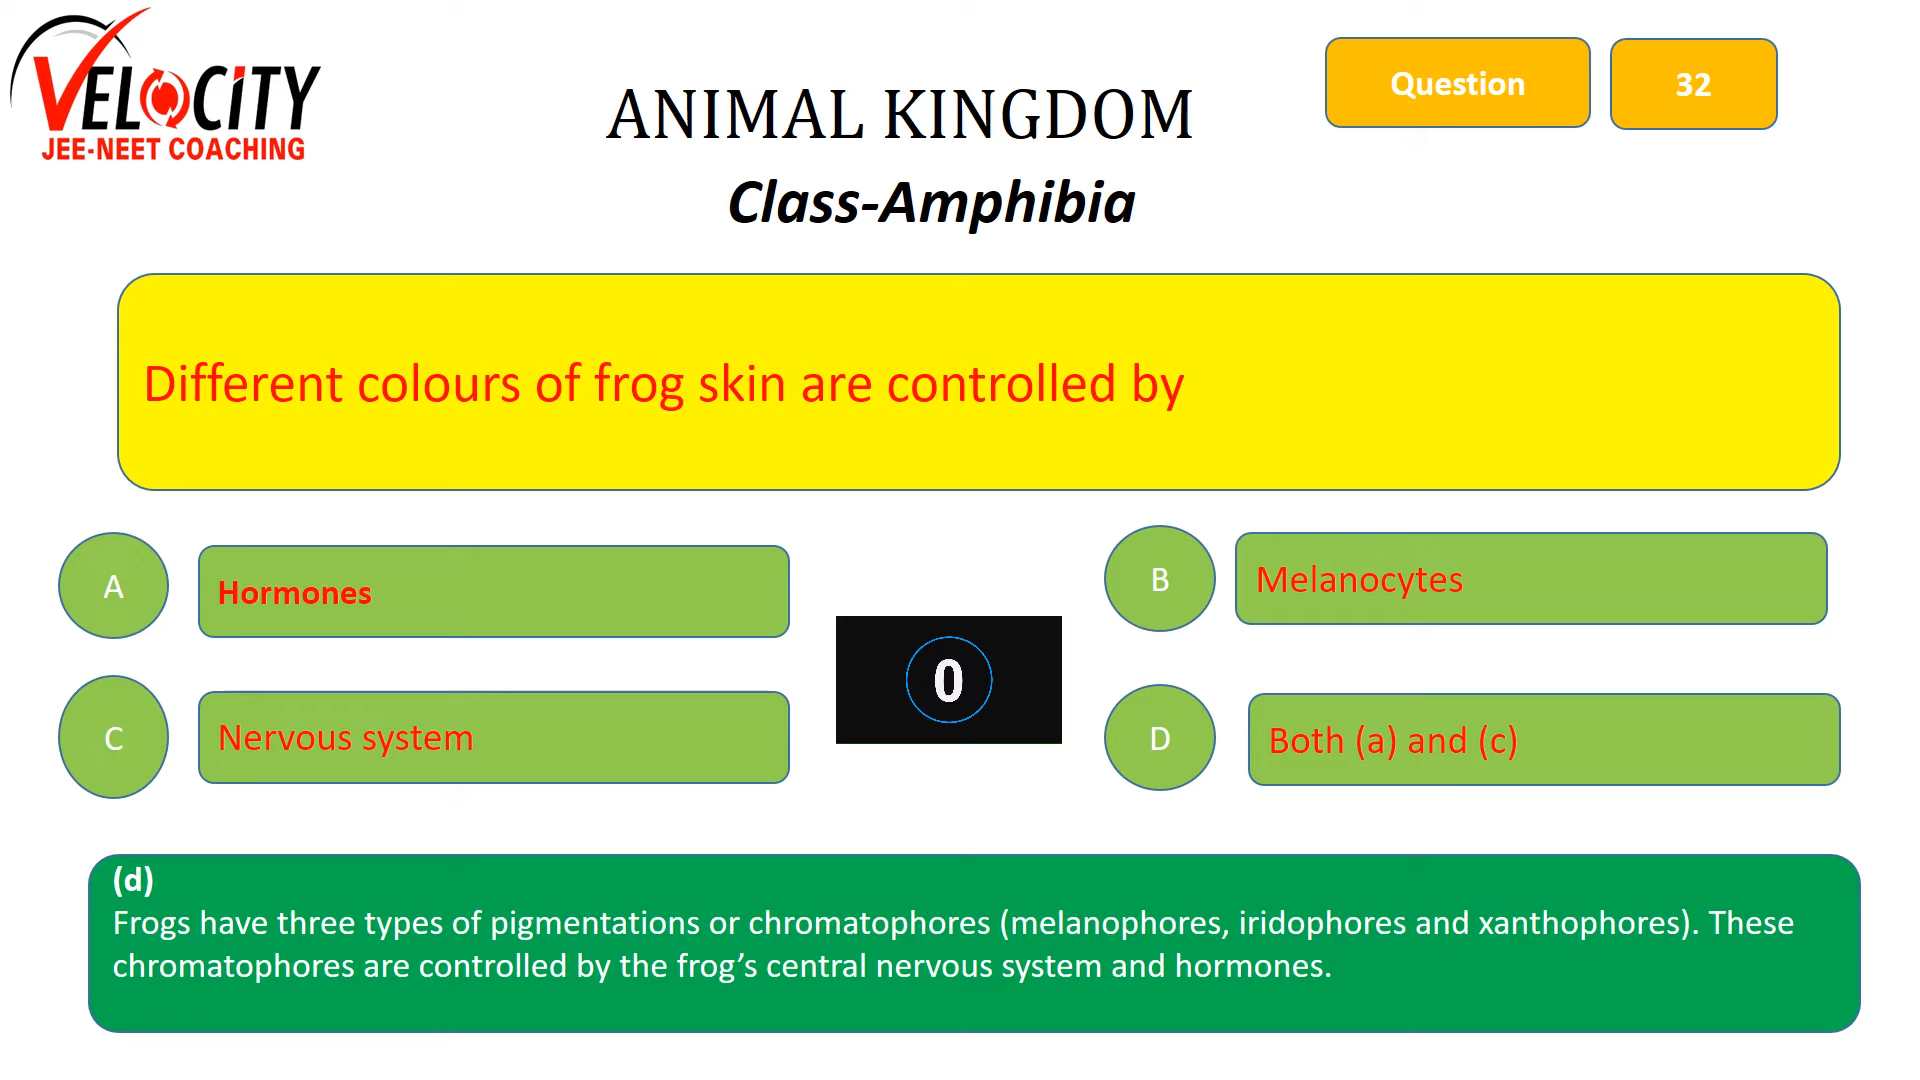 VELOCITY
JEE-NEET COACHING
ANIMAL KINGDOM
Class-Amphibia
Question
32
Different colours of frog skin are controlled by
A
Hormones
B
Melanocytes
0
C
Nervous system
D
Both (a) and (c)
(d)
Frogs have three types of pigmentations or chromatophores (melanophores, iridophores and xanthophores). These
chromatophores are controlled by the frog’s central nervous system and hormones.